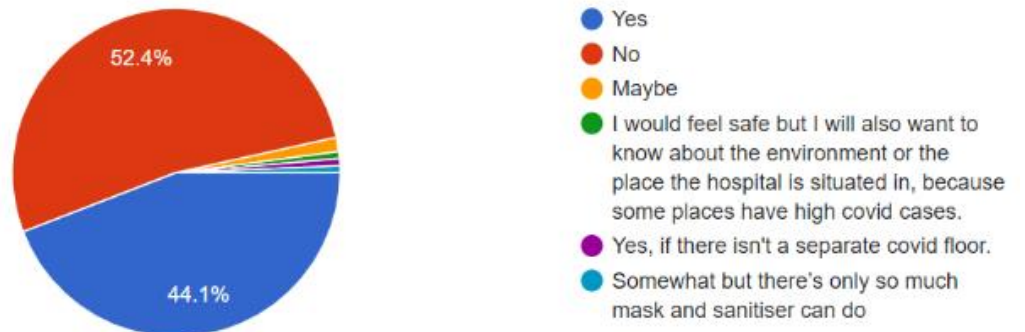 52.4%
44.1%
Yes
No
Maybe
I would feel safe but I will also want to
know about the environment or the
place the hospital is situated in, because
some places have high covid cases.
Yes, if there isn't a separate covid floor.
Somewhat but there's only so much
mask and sanitiser can do